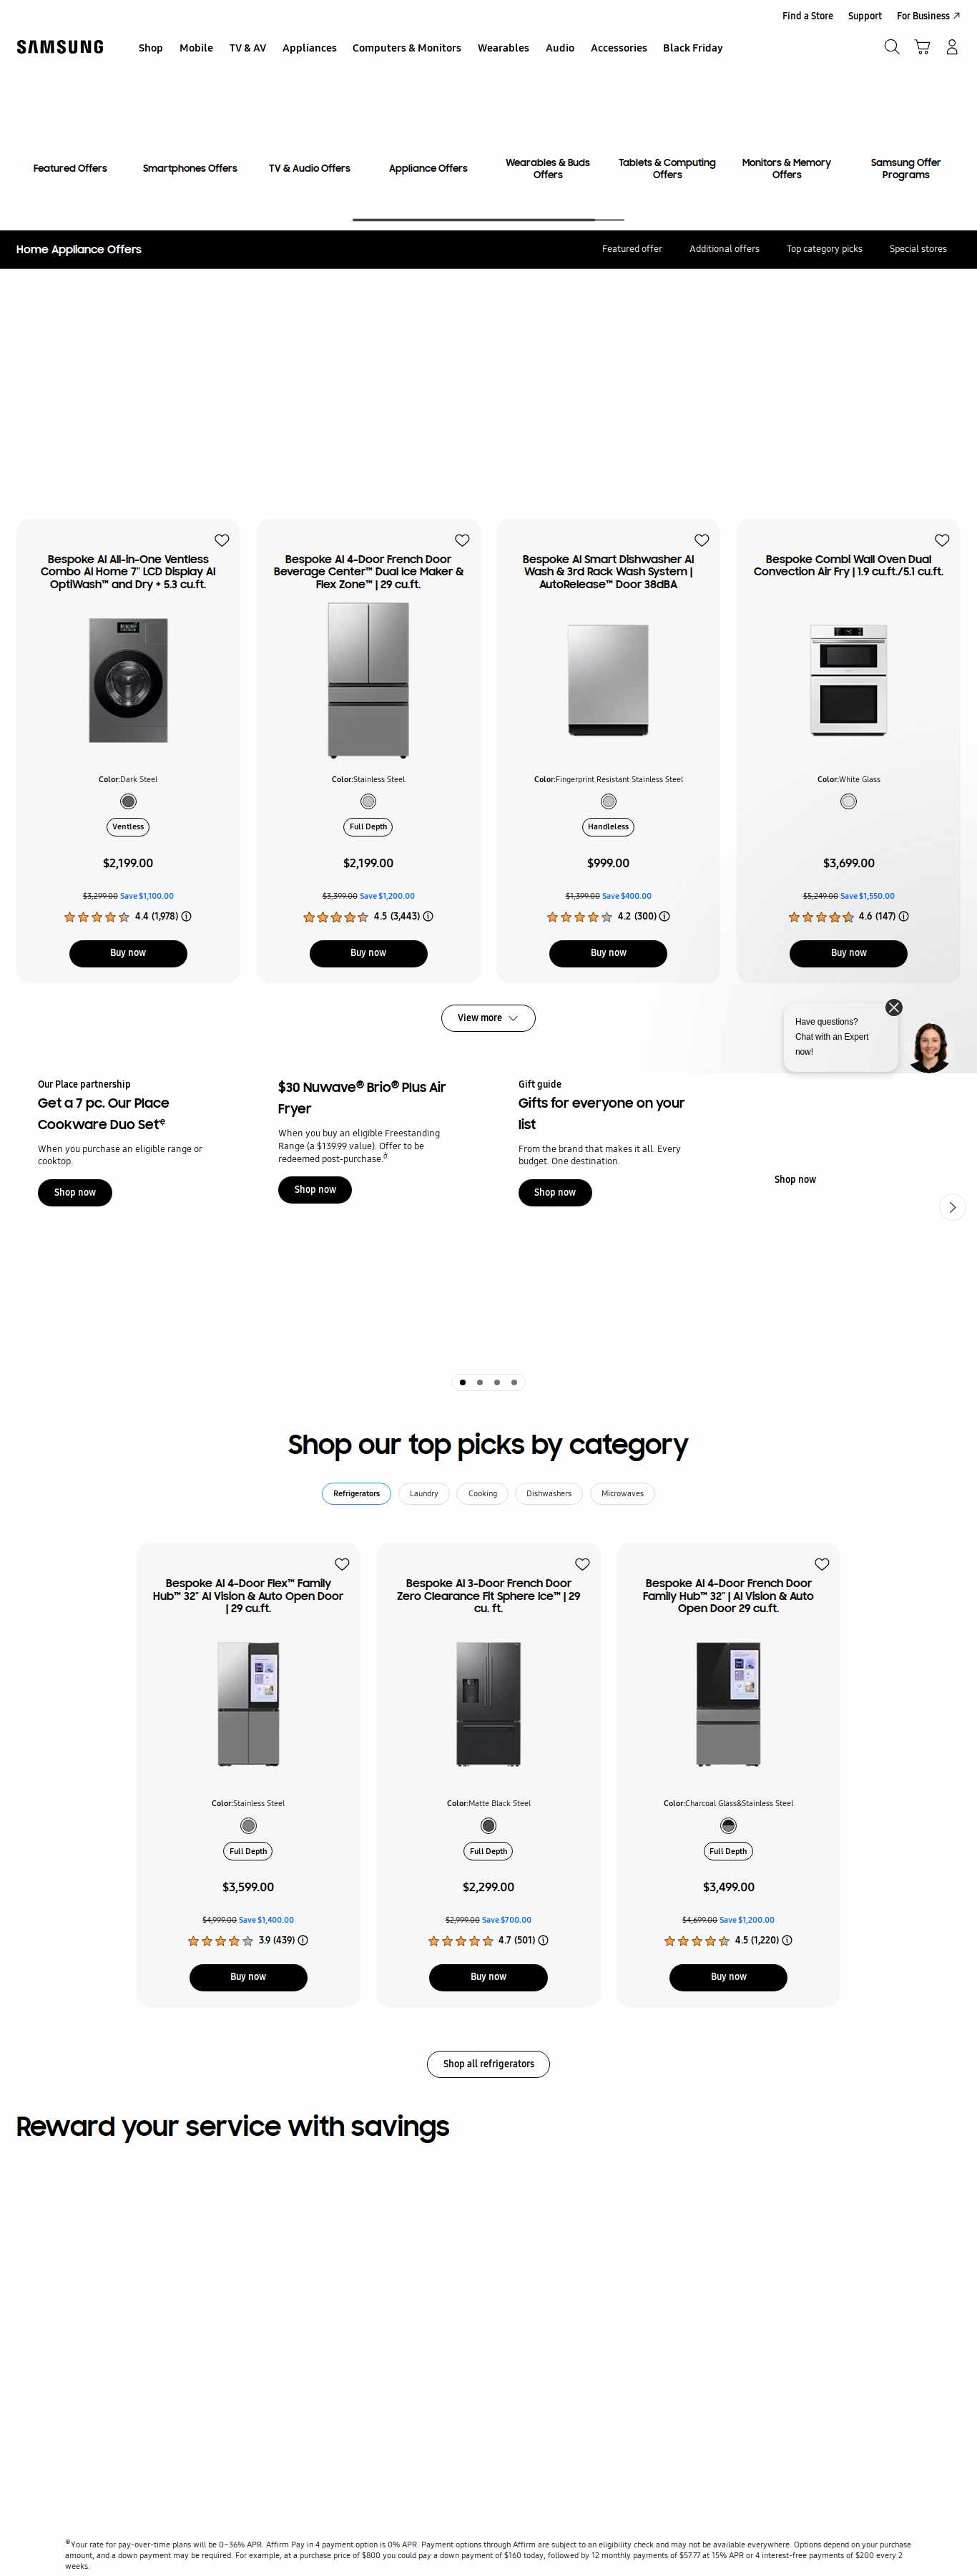 Find a Store Support For Business
SAMSUNG Shop Mobile TV & AV Appliances Computers & Monitors Wearables Audio Accessories Black Friday
Featured Offers
Smartphones Offers
TV & Audio Offers
Appliance Offers
Wearables & Buds
Offers
Tablets & Computing
Offers
Monitors & Memory
Offers
Samsung Offer
Programs
Home Appliance Offers Featured offer Additional offers Top category picks Special stores
Bespoke AI All-in-One Ventless
Combo AI Home 7" LCD Display AI
OptiWash™ and Dry + 5.3 cu.ft.
Color:Dark Steel
Ventless
$2,199.00
$3,299.00 Save $1,100.00
4.4 (1,978)
Buy now
Bespoke AI 4-Door French Door
Beverage Center™ Dual Ice Maker &
Flex Zone™ | 29 cu.ft.
Color:Stainless Steel
Full Depth
$2,199.00
$3,399.00 Save $1,200.00
4.5 (3,443)
Buy now
Bespoke AI Smart Dishwasher AI
Wash & 3rd Rack Wash System |
AutoRelease™ Door 38dBA
Color:Fingerprint Resistant Stainless Steel
Handleless
$999.00
$1,399.00 Save $400.00
4.2 (300)
Buy now
Bespoke Combi Wall Oven Dual
Convection Air Fry | 1.9 cu.ft./5.1 cu.ft.
Color:White Glass
$3,699.00
$5,249.00 Save $1,550.00
4.6 (147)
Buy now
View more
Have questions?
Chat with an Expert
now!
Our Place partnership
Get a 7 pc. Our Place
Cookware Duo Set
When you purchase an eligible range or
cooktop.
Shop now
$30 Nuwave® Brio® Plus Air
Fryer
When you buy an eligible Freestanding
Range (a $139.99 value). Offer to be
redeemed post-purchase.
Shop now
Gift guide
Gifts for everyone on your
list
From the brand that makes it all. Every
budget. One destination.
Shop now
Shop now
Shop our top picks by category
Refrigerators Laundry Cooking Dishwashers Microwaves
Bespoke AI 4-Door Flex™ Family
Hub™ 32" AI Vision & Auto Open Door
| 29 cu.ft.
Color:Stainless Steel
Full Depth
$3,599.00
$4,999.00 Save $1,400.00
3.9 (439)
Buy now
Bespoke AI 3-Door French Door
Zero Clearance Fit Sphere Ice™ | 29
cu. ft.
Color:Matte Black Steel
Full Depth
$2,299.00
$2,999.00 Save $700.00
4.7 (501)
Buy now
Bespoke AI 4-Door French Door
Family Hub™ 32" | AI Vision & Auto
Open Door 29 cu.ft.
Color:Charcoal Glass&Stainless Steel
Full Depth
$3,499.00
$4,699.00 Save $1,200.00
4.5 (1,220)
Buy now
Shop all refrigerators
Reward your service with savings
Your rate for pay-over-time plans will be 0–36% APR. Affirm Pay in 4 payment option is 0% APR. Payment options through Affirm are subject to an eligibility check and may not be available everywhere. Options depend on your purchase
amount, and a down payment may be required. For example, at a purchase price of $800 you could pay a down payment of $160 today, followed by 12 monthly payments of $57.77 at 15% APR or 4 interest-free payments of $200 every 2
weeks.